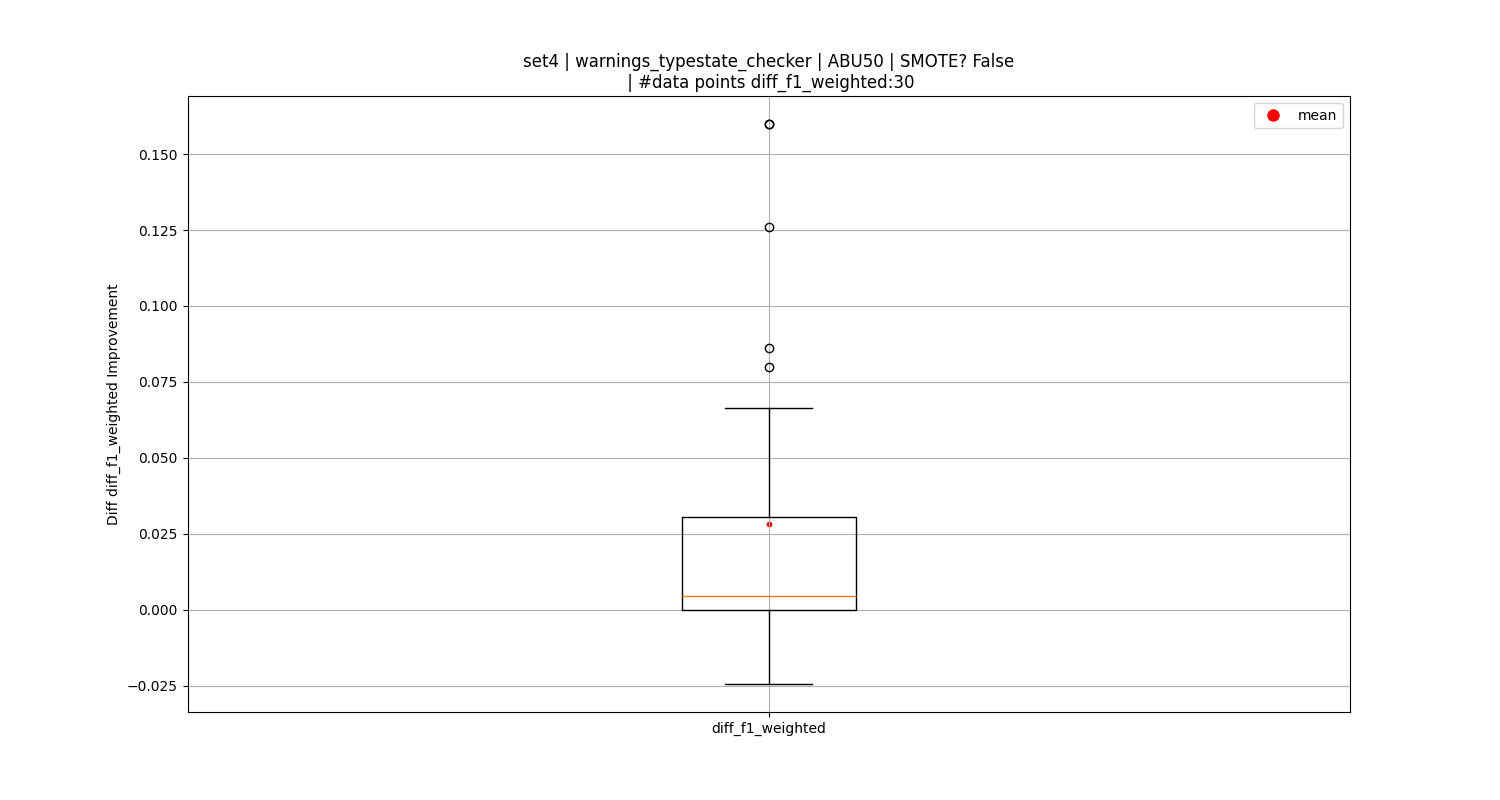 set4 | warnings_typestate_checker | ABU50 | SMOTE? False
| #data points diff_f1_weighted:30
mean
0.150
0.125
0.100
0.075
0.050
0.025
0.000
−0.025
Diff diff_f1_weighted Improvement
diff_f1_weighted